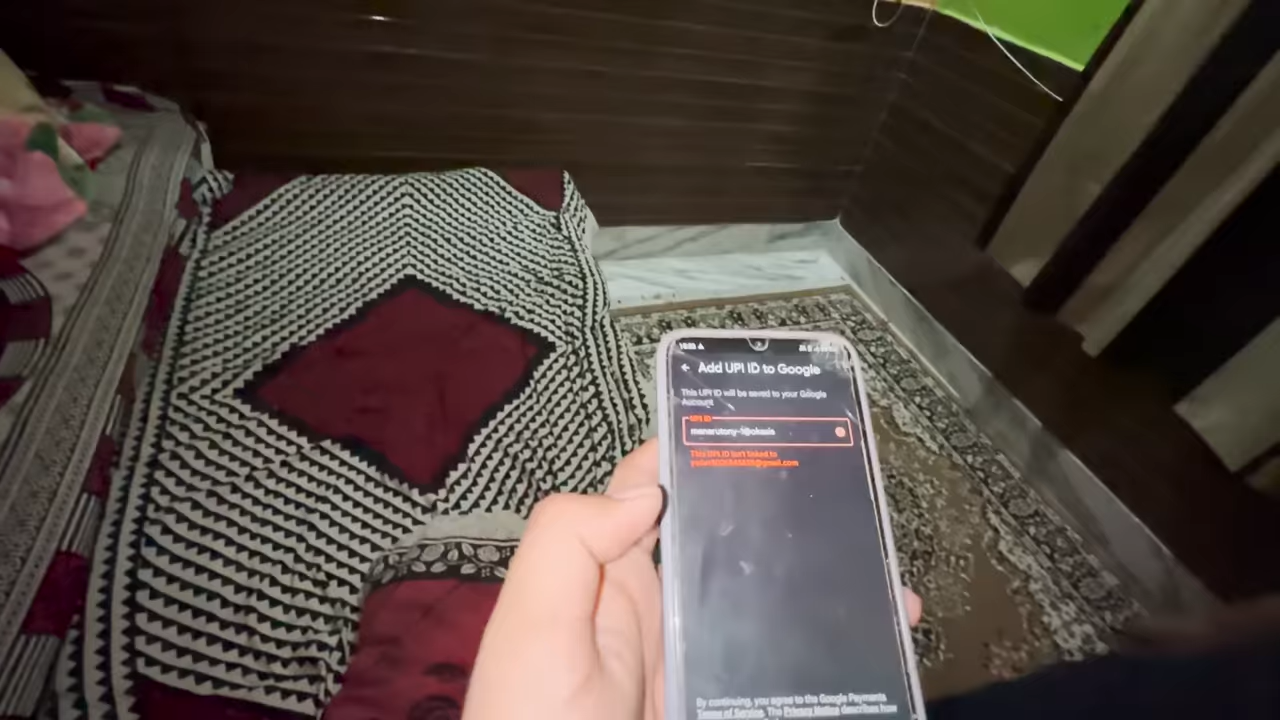 Add UPI ID to Google
This UPI ID will be saved to your Google
Account
UPI ID
This UPI ID isn't linked to
@gmail.com
By continuing, you agree to the Google Payments
Terms of Service. The Privacy Notice describes how